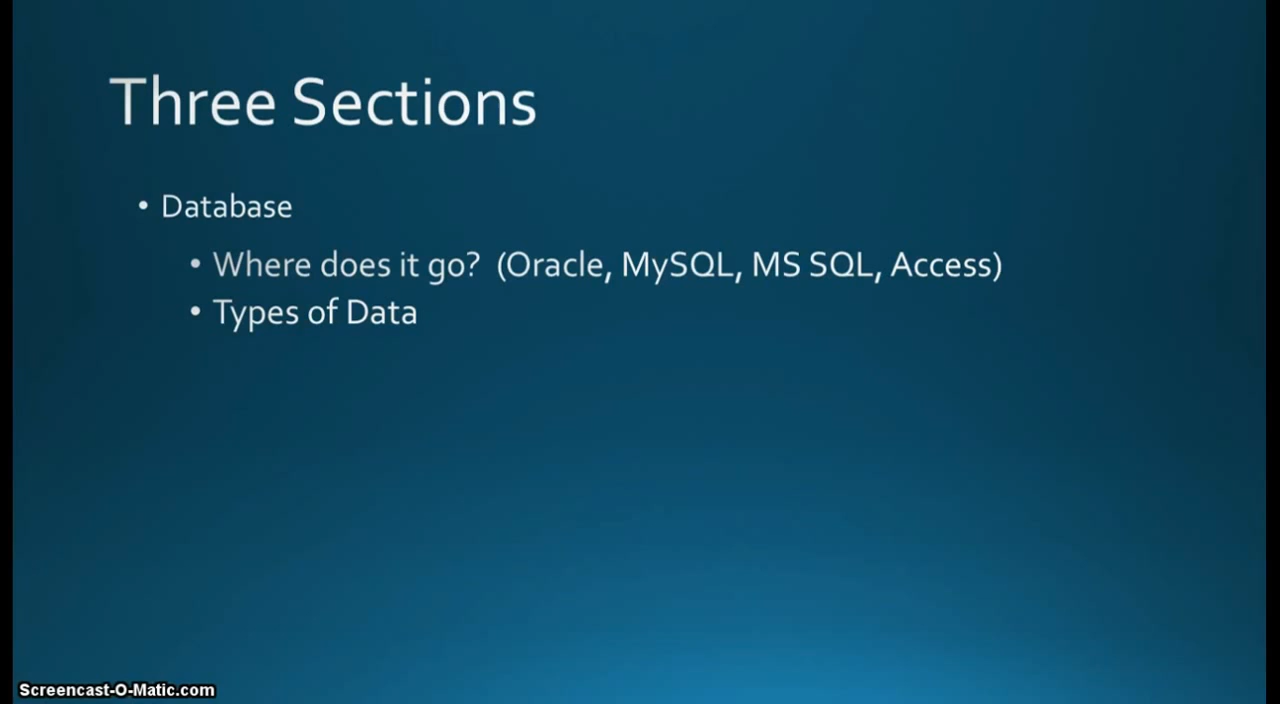 Three Sections
• Database
• Where does it go?  (Oracle, MySQL, MS SQL, Access)
• Types of Data
Screencast-O-Matic.com